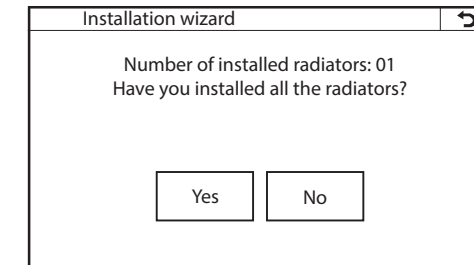 Installation wizard
Number of installed radiators: 01
Have you installed all the radiators?
Yes
No